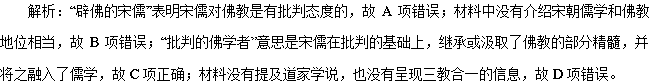 解析：“辟佛的宋儒”表明宋儒对佛教是有批判态度的，故 A 项错误；材料中没有介绍宋朝儒学和佛教
地位相当，故 B 项错误；“批判的佛学者”意思是宋儒在批判的基础上，继承或汲取了佛教的部分精髓，并
将之融入了儒学，故 C 项正确；材料没有提及道家学说，也没有呈现三教合一的信息，故 D 项错误。